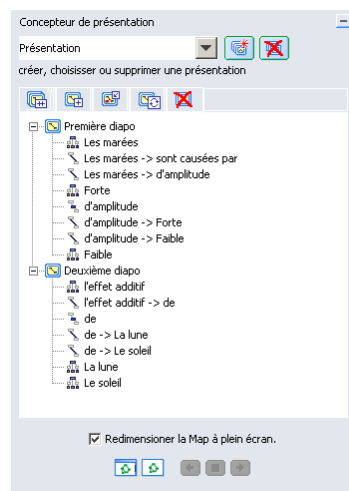 Concepteur de présentation
Présentation
créer, choisisser ou supprimer une présentation
Première diapo
Les marées
Les marées -> sont causées par
Les marées -> d'amplitude
Forte
d'amplitude
d'amplitude -> Forte
d'amplitude -> Faible
Faible
Deuxième diapo
l'effet additif
l'effet additif -> de
de
de -> La lune
de -> Le soleil
La lune
Le soleil
Redimensioner la Map à plein écran.